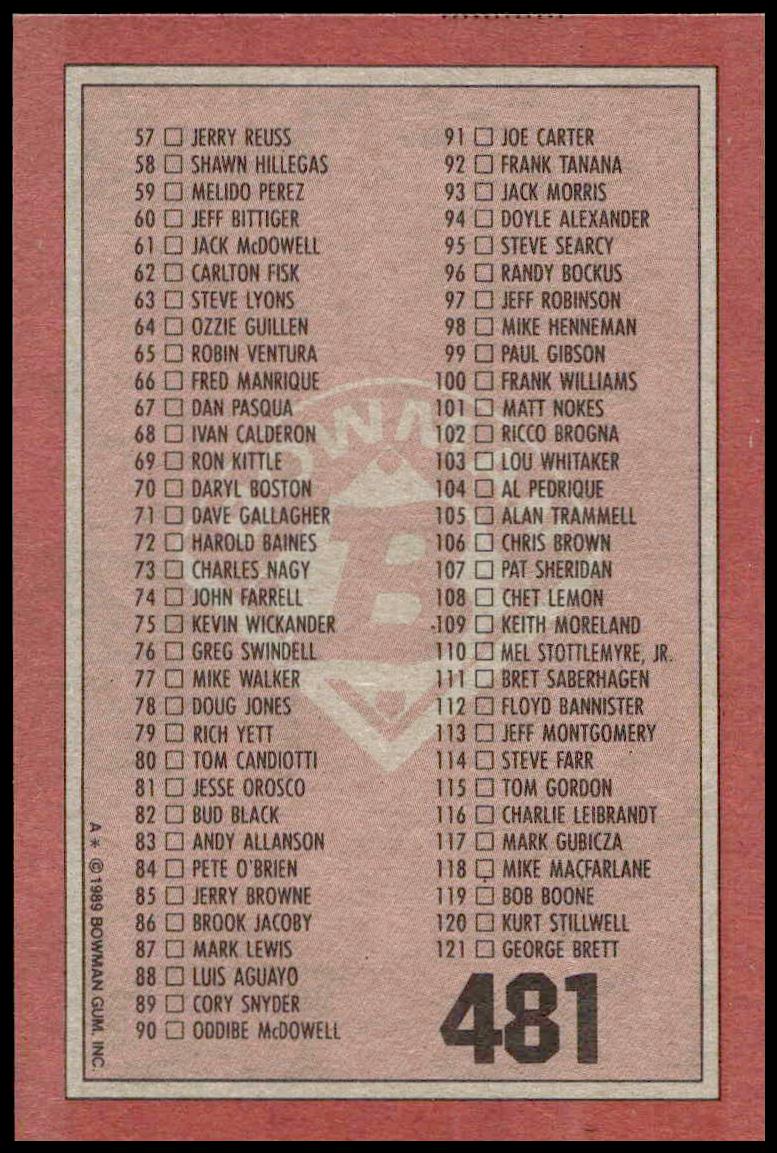 57 □ JERRY REUSS
58 □ SHAWN HILLEGAS
59 □ MELIDO PEREZ
60 □ JEFF BITTIGER
61 □ JACK McDOWELL
62 □ CARLTON FISK
63 □ STEVE LYONS
64 □ OZZIE GUILLEN
65 □ ROBIN VENTURA
66 □ FRED MANRIQUE
67 □ DAN PASQUA
68 □ IVAN CALDERON
69 □ RON KITTLE
70 □ DARYL BOSTON
71 □ DAVE GALLAGHER
72 □ HAROLD BAINES
73 □ CHARLES NAGY
74 □ JOHN FARRELL
75 □ KEVIN WICKANDER
76 □ GREG SWINDELL
77 □ MIKE WALKER
78 □ DOUG JONES
79 □ RICH YETT
80 □ TOM CANDIOTTI
81 □ JESSE OROSCO
82 □ BUD BLACK
83 □ ANDY ALLANSON
84 □ PETE O'BRIEN
85 □ JERRY BROWNE
86 □ BROOK JACOBY
87 □ MARK LEWIS
88 □ LUIS AGUAYO
89 □ CORY SNYDER
90 □ ODDIBE McDOWELL
91 □ JOE CARTER
92 □ FRANK TANANA
93 □ JACK MORRIS
94 □ DOYLE ALEXANDER
95 □ STEVE SEARCY
96 □ RANDY BOCKUS
97 □ JEFF ROBINSON
98 □ MIKE HENNEMAN
99 □ PAUL GIBSON
100 □ FRANK WILLIAMS
101 □ MATT NOKES
102 □ RICCO BROGNA
103 □ LOU WHITAKER
104 □ AL PEDRIQUE
105 □ ALAN TRAMMELL
106 □ CHRIS BROWN
107 □ PAT SHERIDAN
108 □ CHET LEMON
109 □ KEITH MORELAND
110 □ MEL STOTTLEMYRE, JR.
111 □ BRET SABERHAGEN
112 □ FLOYD BANNISTER
113 □ JEFF MONTGOMERY
114 □ STEVE FARR
115 □ TOM GORDON
116 □ CHARLIE LEIBRANDT
117 □ MARK GUBICZA
118 □ MIKE MACFARLANE
119 □ BOB BOONE
120 □ KURT STILLWELL
121 □ GEORGE BRETT
481
A * © 1989 BOWMAN GUM, INC.
B